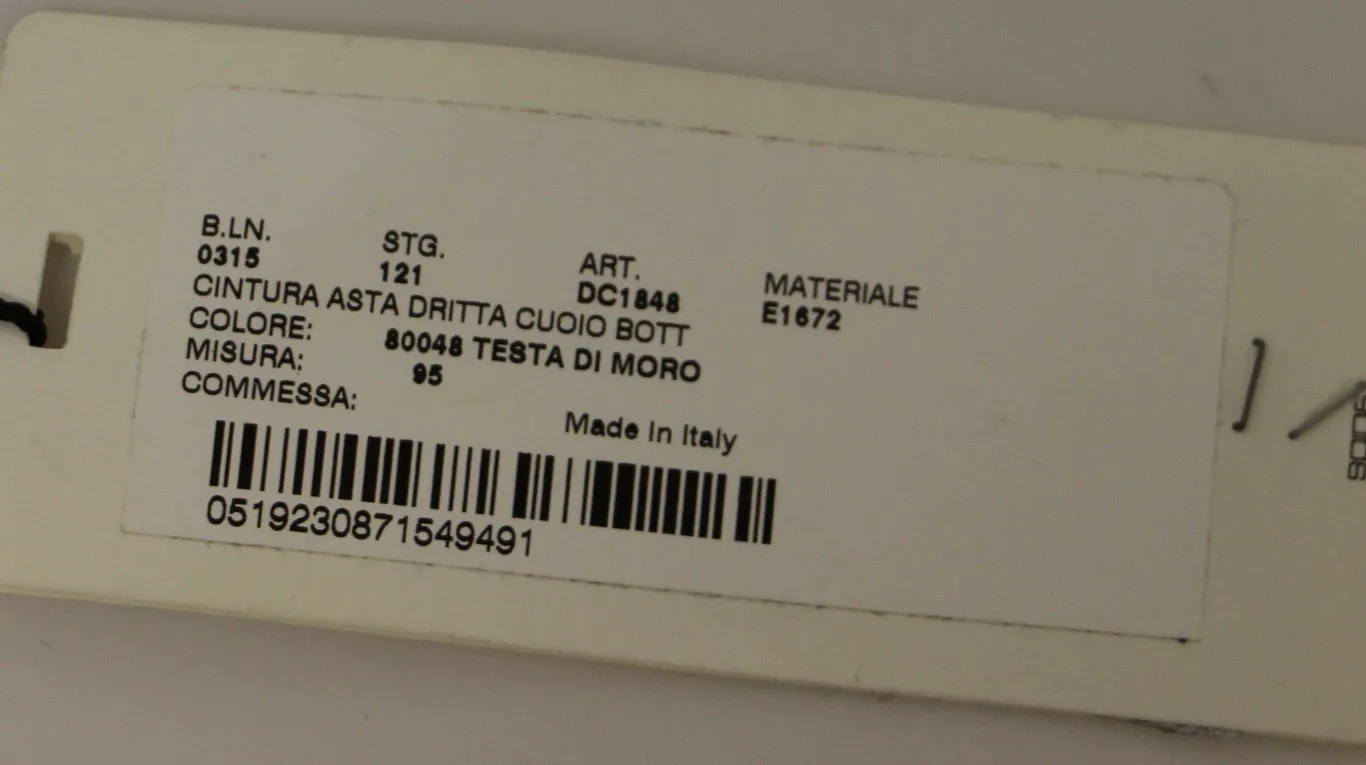 B.LN. STG. ART. MATERIALE
0315 121 DC1848 E1672
CINTURA ASTA DRITTA CUOIO BOTT
COLORE: 80048 TESTA DI MORO
MISURA: 95
COMMESSA:
Made In Italy
0519230871549491